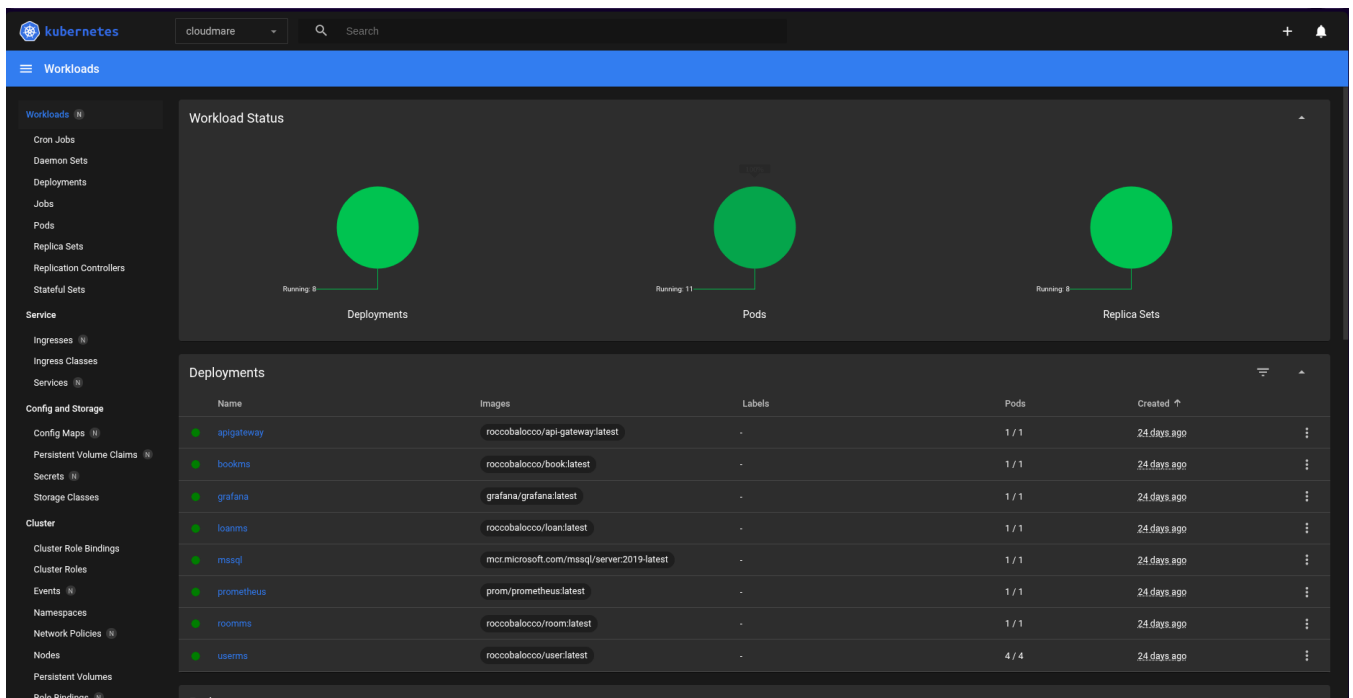 kubernetes
cloudmare
Search
Workloads
Workloads N
Cron Jobs
Daemon Sets
Deployments
Jobs
Pods
Replica Sets
Replication Controllers
Stateful Sets
Service
Ingresses N
Ingress Classes
Services N
Config and Storage
Config Maps N
Persistent Volume Claims N
Secrets N
Storage Classes
Cluster
Cluster Role Bindings
Cluster Roles
Events N
Namespaces
Network Policies N
Nodes
Persistent Volumes
Role Bindings N
Workload Status
Running: 8
Deployments
Running: 11
Pods
Running: 8
Replica Sets
Deployments
Name Images Labels Pods Created ↑
apigateway roccobalocco/api-gateway:latest - 1 / 1 24 days ago
bookms roccobalocco/book:latest - 1 / 1 24 days ago
grafana grafana/grafana:latest - 1 / 1 24 days ago
loanms roccobalocco/loan:latest - 1 / 1 24 days ago
mssql mcr.microsoft.com/mssql/server:2019-latest - 1 / 1 24 days ago
prometheus prom/prometheus:latest - 1 / 1 24 days ago
roomms roccobalocco/room:latest - 1 / 1 24 days ago
userms roccobalocco/user:latest - 4 / 4 24 days ago